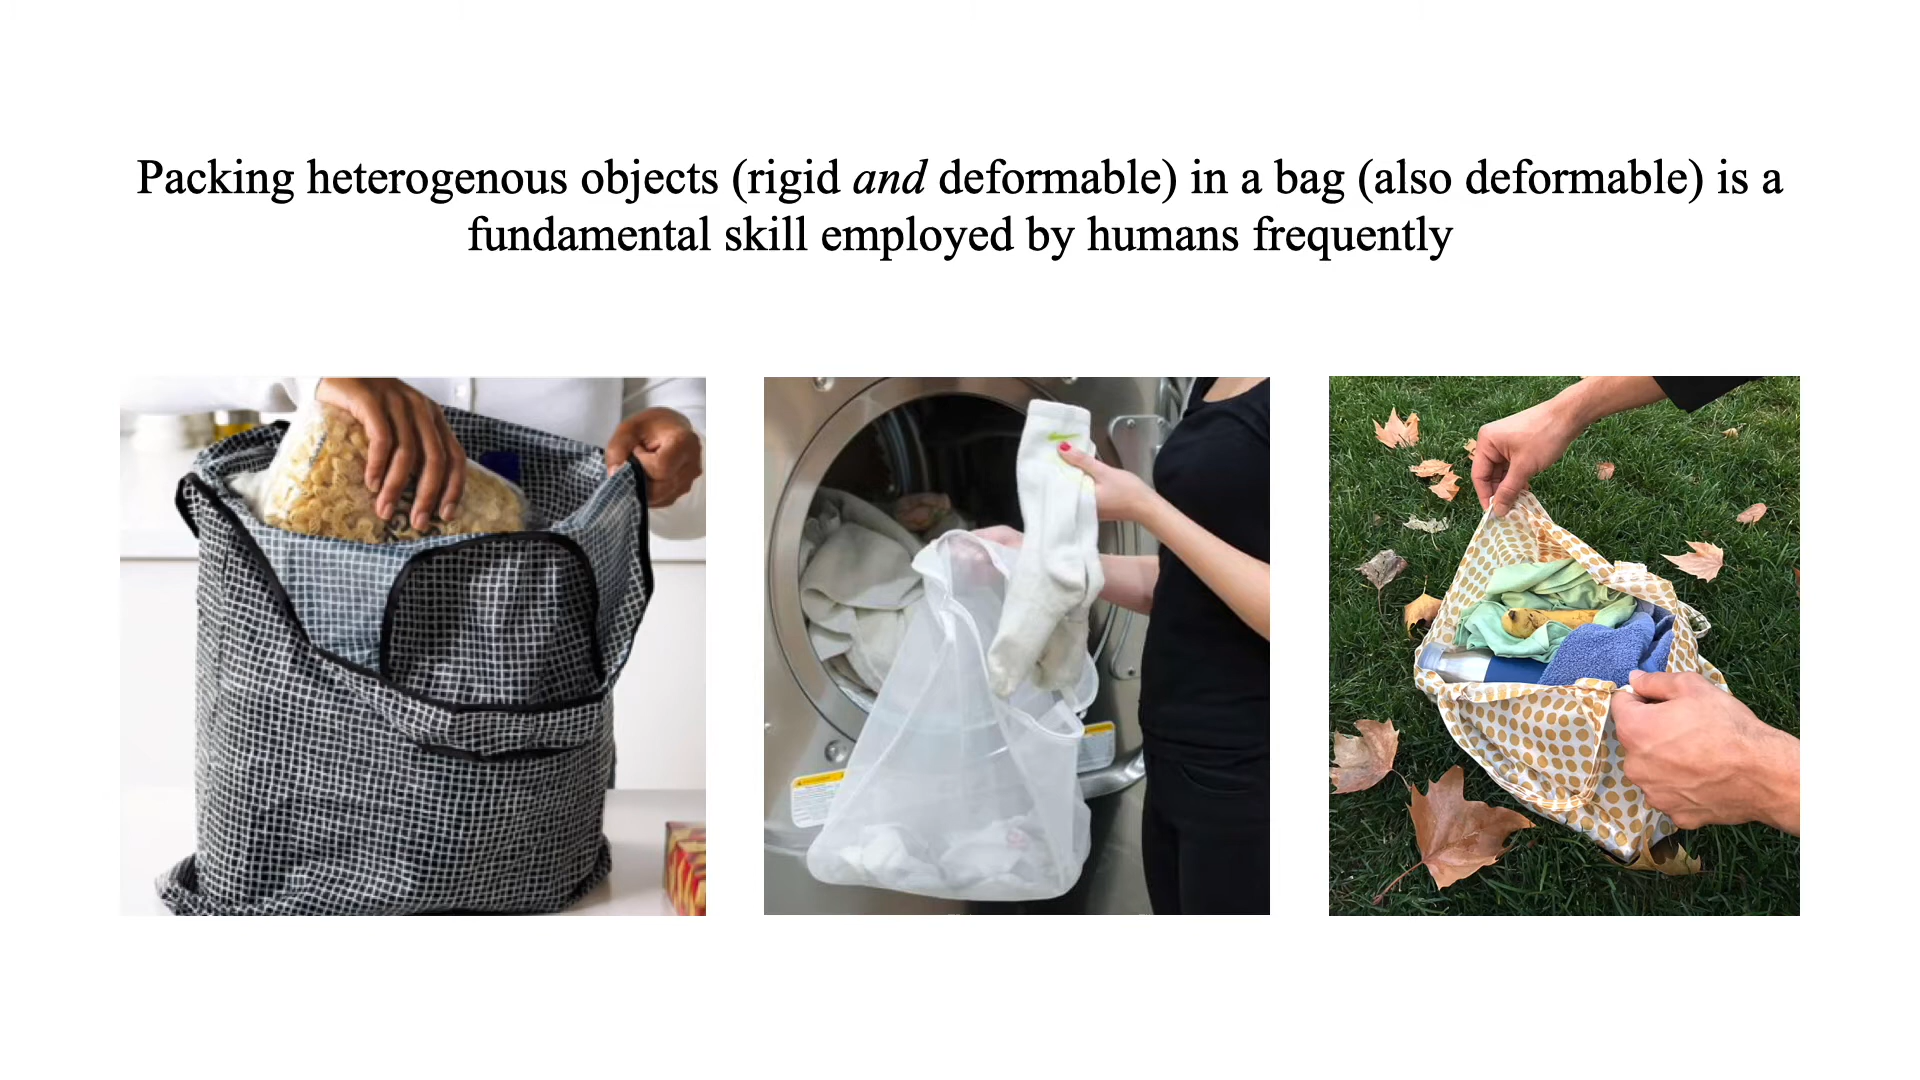 Packing heterogenous objects (rigid and deformable) in a bag (also deformable) is a
fundamental skill employed by humans frequently